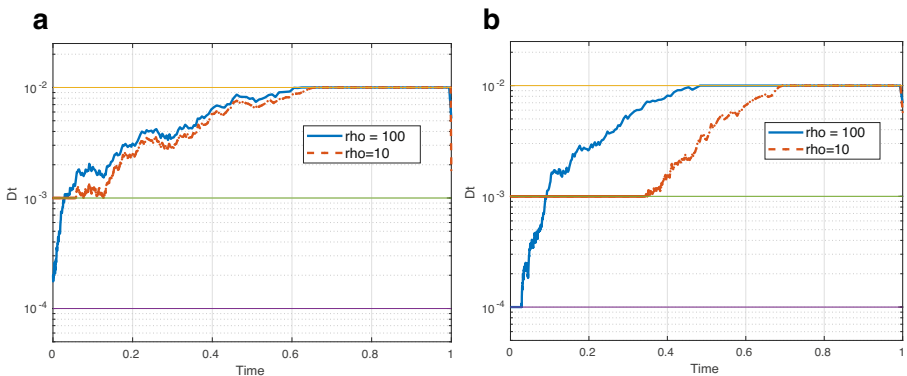 a
10^-2
10^-3
10^-4
Dt
rho = 100
rho=10
0 0.2 0.4 0.6 0.8 1
Time
b
10^-2
10^-3
10^-4
Dt
rho = 100
rho=10
0 0.2 0.4 0.6 0.8 1
Time